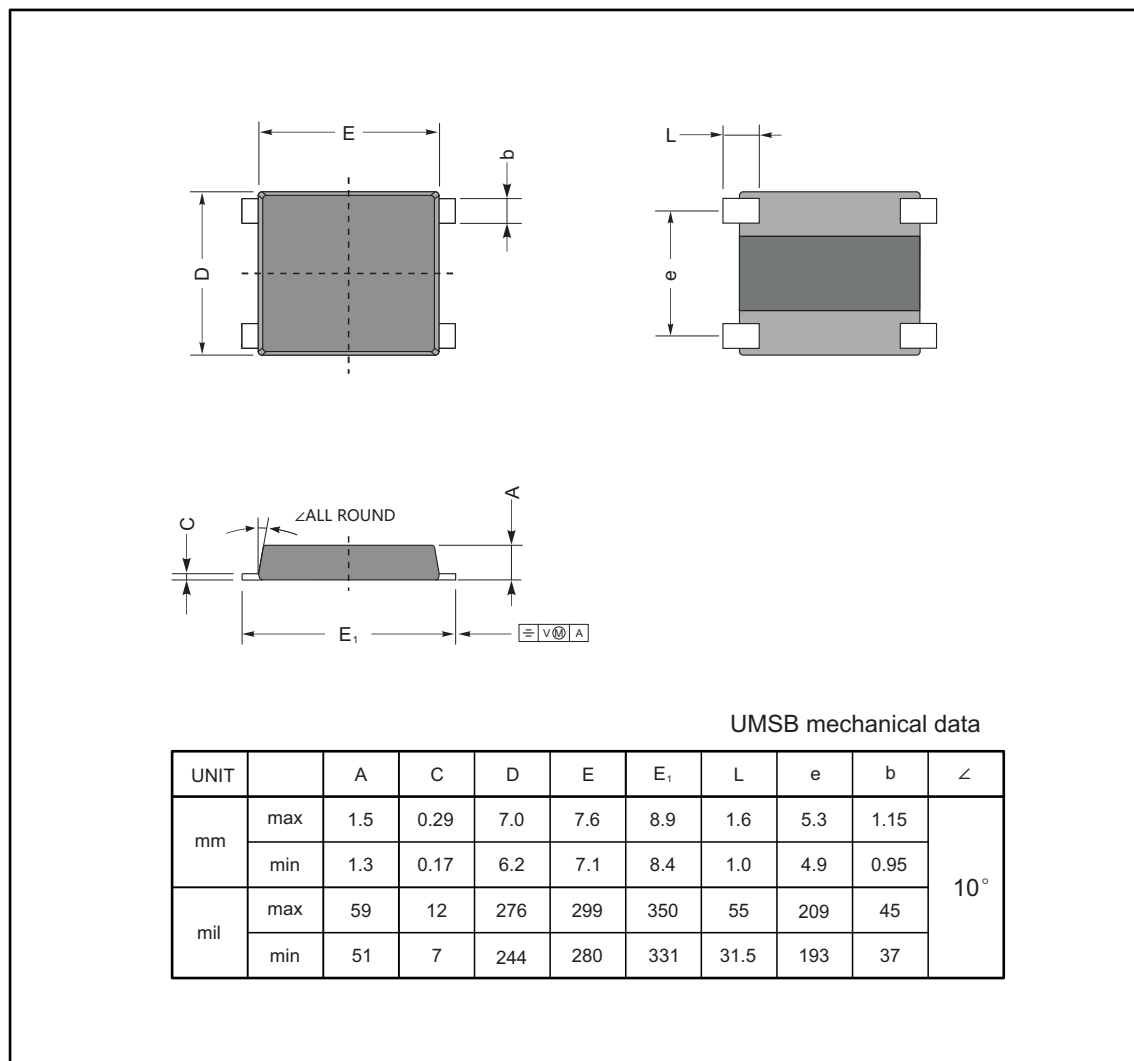 E
b
D
L
e
A
C
∠ALL ROUND
E₁
⌯ V Ⓜ A
UMSB mechanical data
UNIT A C D E E₁ L e b ∠
mm max 1.5 0.29 7.0 7.6 8.9 1.6 5.3 1.15 10°
min 1.3 0.17 6.2 7.1 8.4 1.0 4.9 0.95
mil max 59 12 276 299 350 55 209 45
min 51 7 244 280 331 31.5 193 37